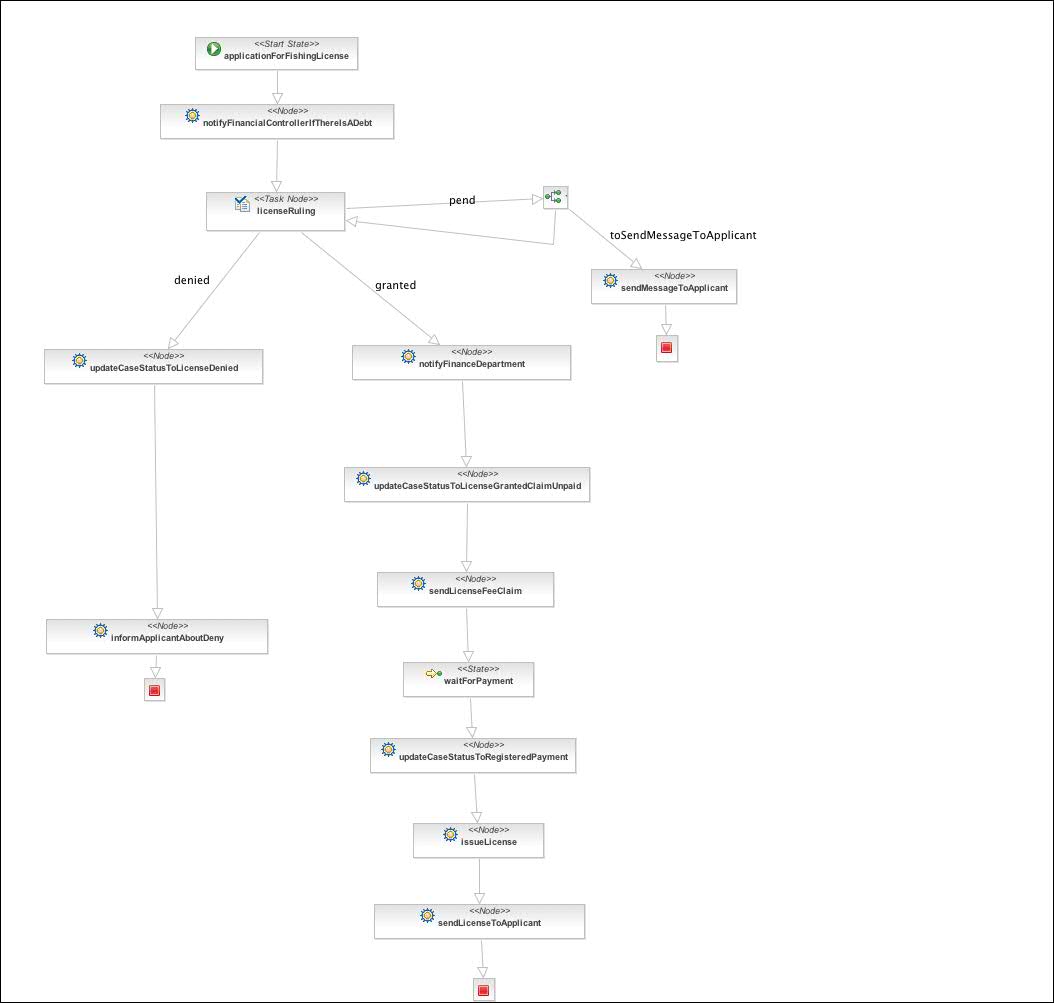 <<Start State>>
applicationForFishingLicense
<<Node>>
notifyFinancialControllerIfThereIsADebt
<<Task Node>>
licenseRuling
pend
toSendMessageToApplicant
<<Node>>
sendMessageToApplicant
denied
granted
<<Node>>
updateCaseStatusToLicenseDenied
<<Node>>
notifyFinanceDepartment
<<Node>>
updateCaseStatusToLicenseGrantedClaimUnpaid
<<Node>>
sendLicenseFeeClaim
<<Node>>
informApplicantAboutDeny
<<State>>
waitForPayment
<<Node>>
updateCaseStatusToRegisteredPayment
<<Node>>
issueLicense
<<Node>>
sendLicenseToApplicant